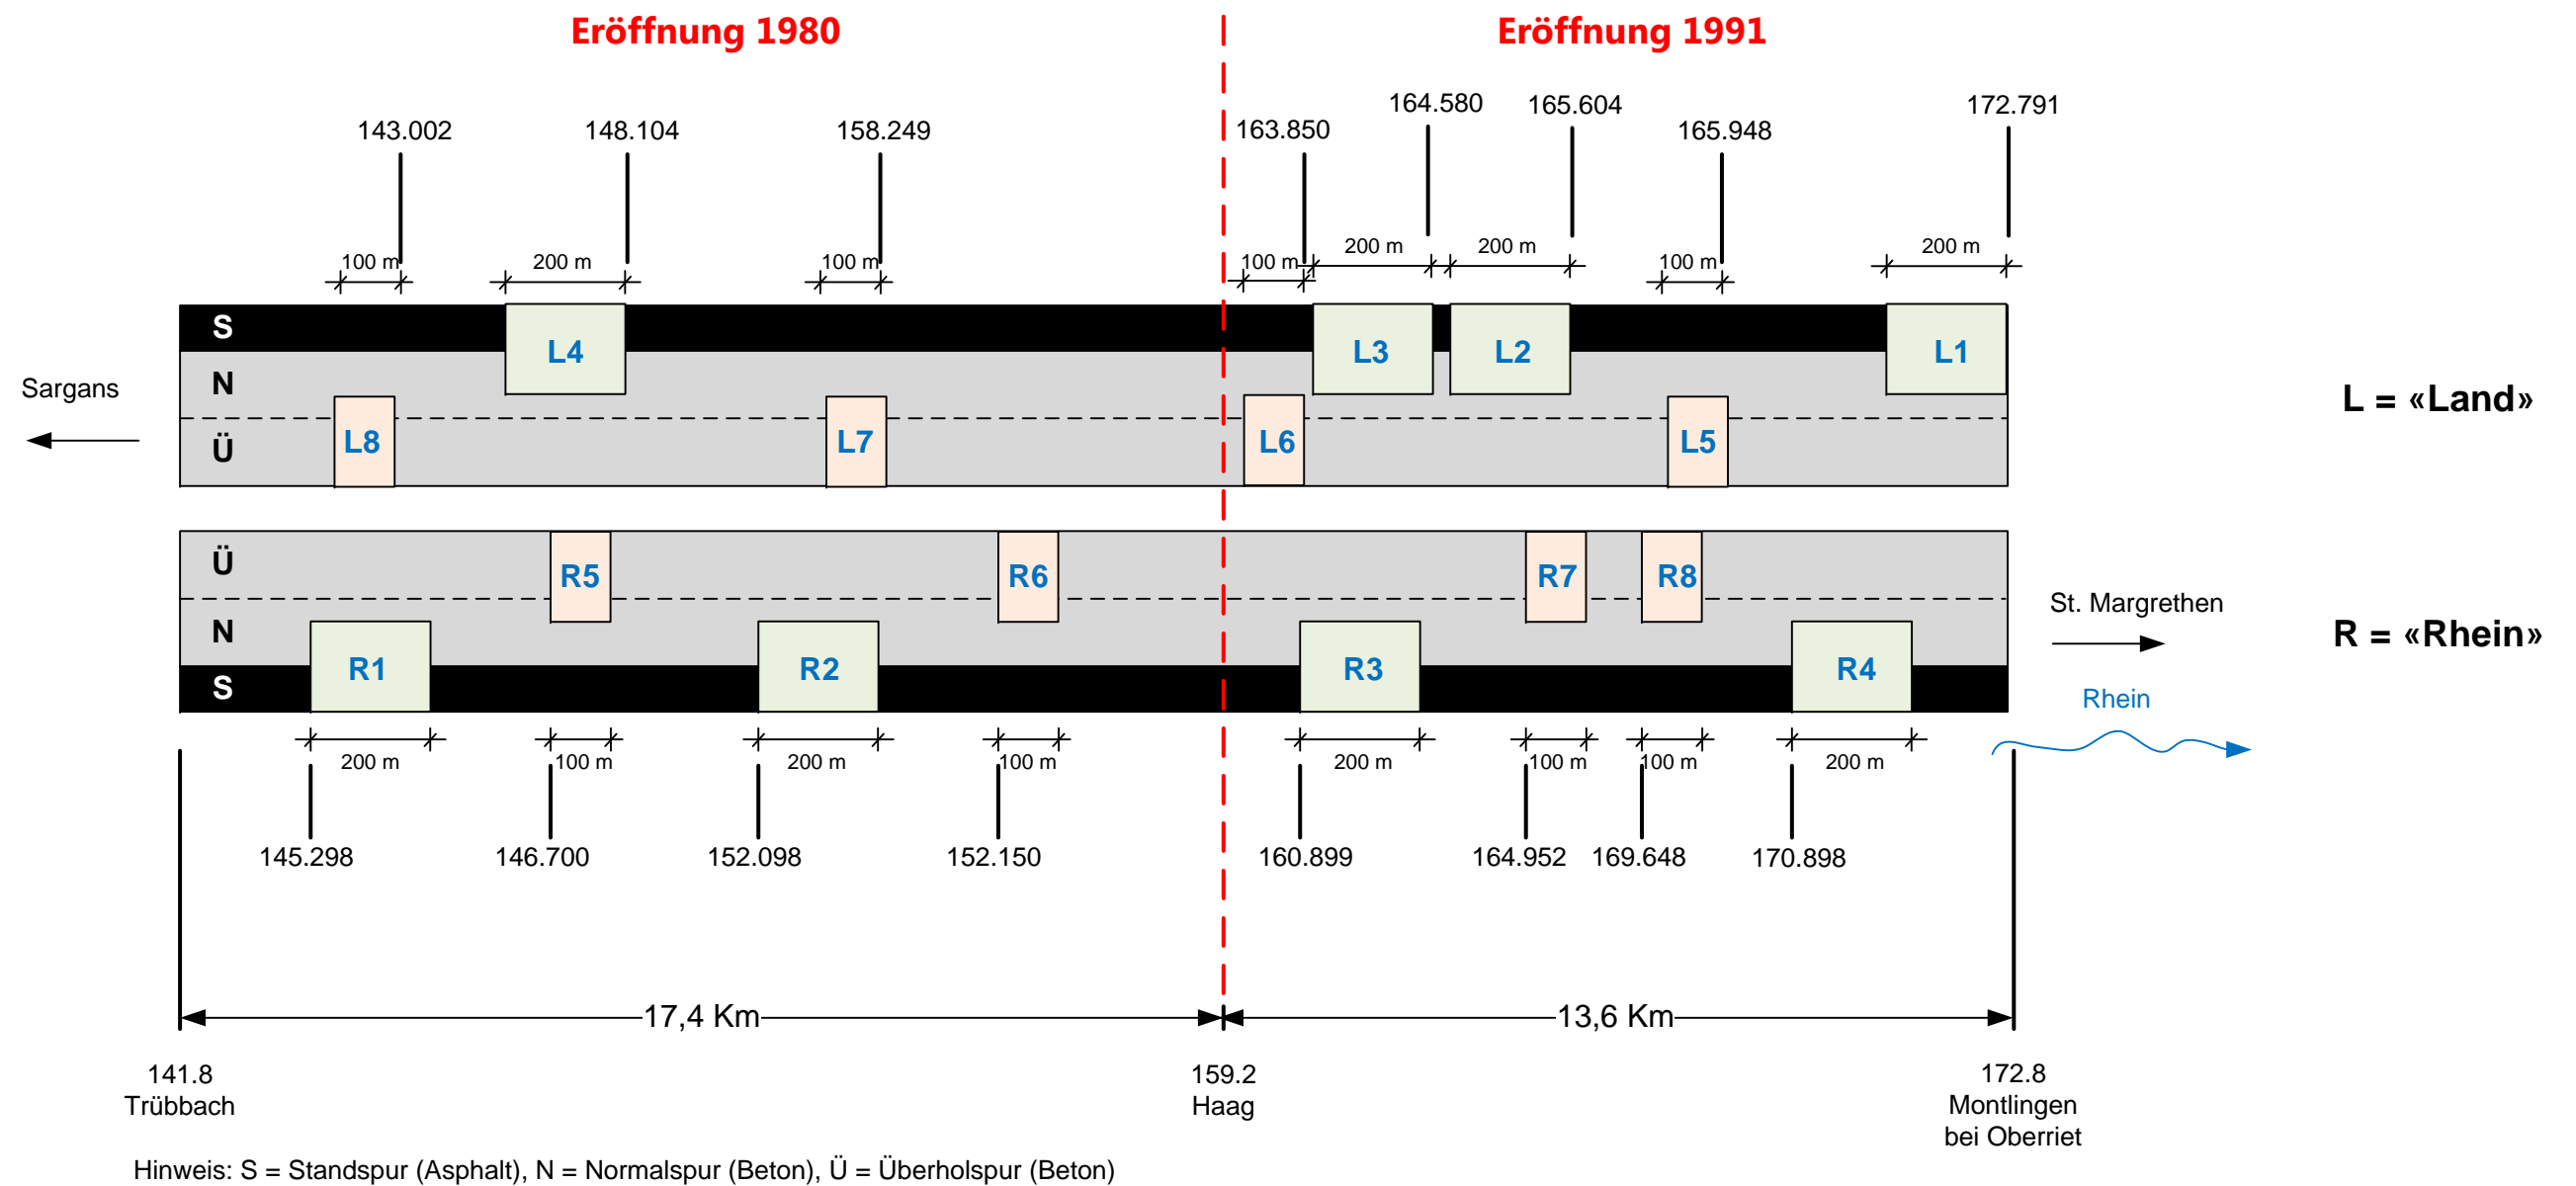 Eröffnung 1980
Eröffnung 1991
143.002
148.104
158.249
163.850
164.580
165.604
165.948
172.791
100 m
200 m
100 m
100 m
200 m
200 m
100 m
200 m
S
L4
L3
L2
L1
N
Sargans
L = «Land»
Ü
L8
L7
L6
L5
Ü
R5
R6
R7
R8
St. Margrethen
N
R = «Rhein»
R1
R2
R3
R4
S
Rhein
200 m
100 m
200 m
100 m
200 m
100 m
100 m
200 m
145.298
146.700
152.098
152.150
160.899
164.952
169.648
170.898
17,4 Km
13,6 Km
141.8
Trübbach
159.2
Haag
172.8
Montlingen
bei Oberriet
Hinweis: S = Standspur (Asphalt), N = Normalspur (Beton), Ü = Überholspur (Beton)